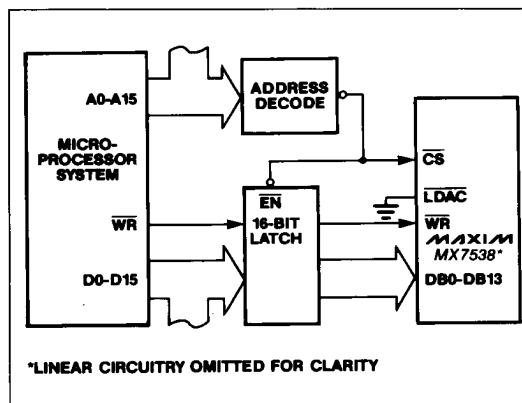 A0-A15
ADDRESS
DECODE
MICRO-
PROCESSOR
SYSTEM
CS
EN
LDAC
WR
16-BIT
LATCH
WR
MAXIM
MX7538*
D0-D15
DB0-DB13
*LINEAR CIRCUITRY OMITTED FOR CLARITY